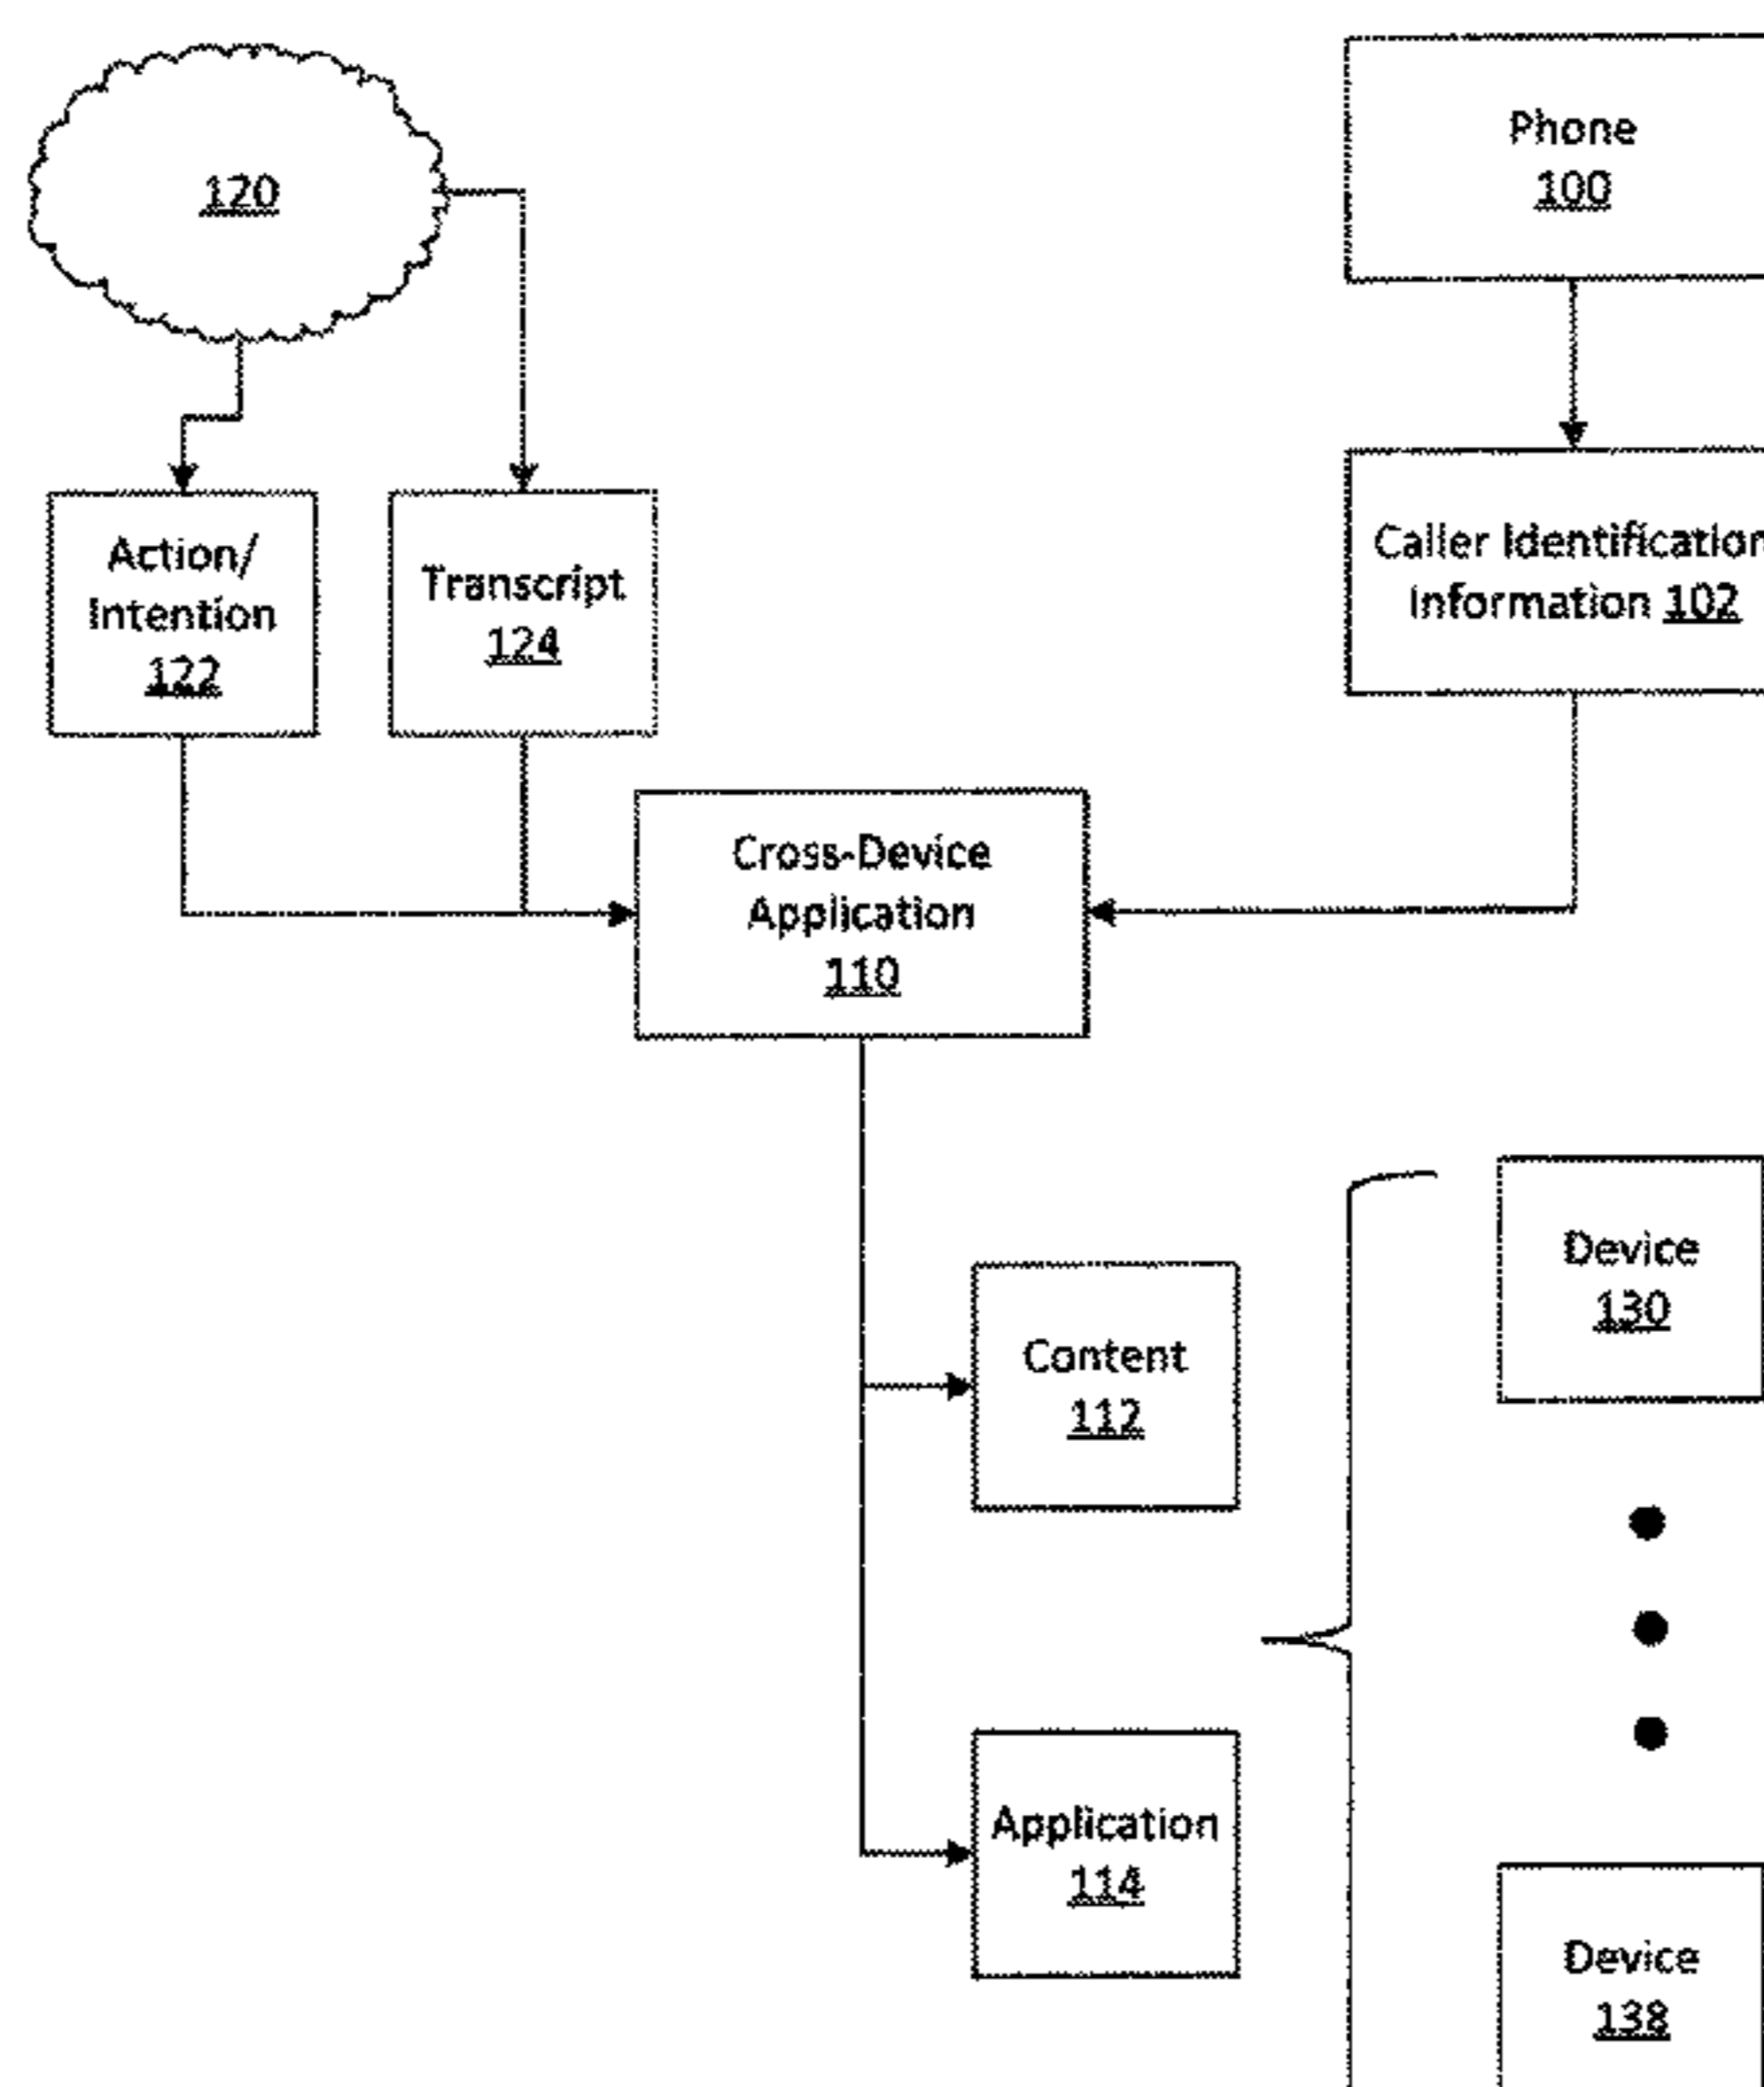 120
Phone
100
Action/
Intention
122
Transcript
124
Caller Identification
Information 102
Cross-Device
Application
110
Content
112
Device
130
Application
114
Device
138